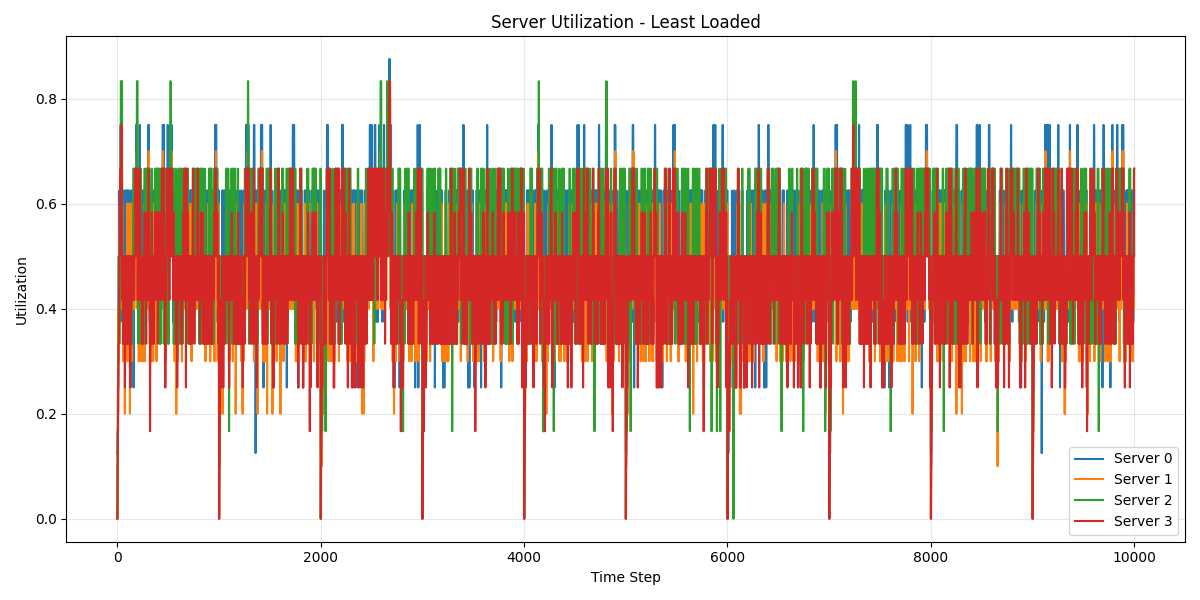 Server Utilization - Least Loaded
Utilization
0.8
0.6
0.4
0.2
0.0
Server 0
Server 1
Server 2
Server 3
0
2000
4000
6000
8000
10000
Time Step